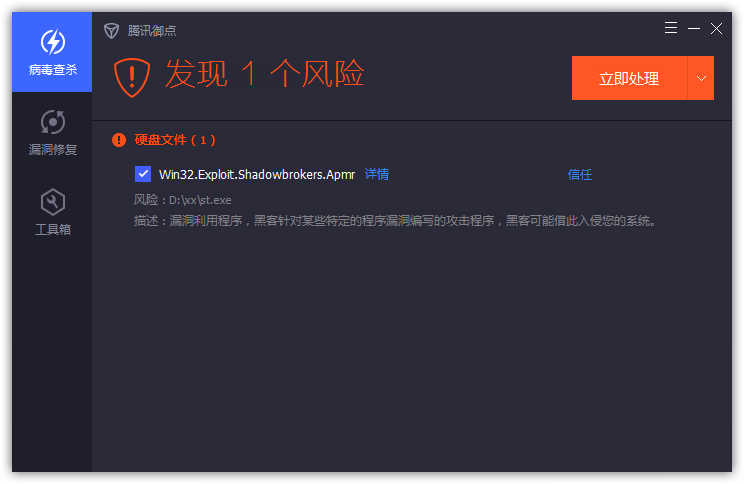 腾讯御点
病毒查杀
发现 1 个风险
立即处理
硬盘文件（1）
漏洞修复
Win32.Exploit.Shadowbrokers.Apmr 详情 信任
风险：D:\xx\st.exe
描述：漏洞利用程序，黑客针对某些特定的程序漏洞编写的攻击程序，黑客可能借此入侵您的系统。
工具箱